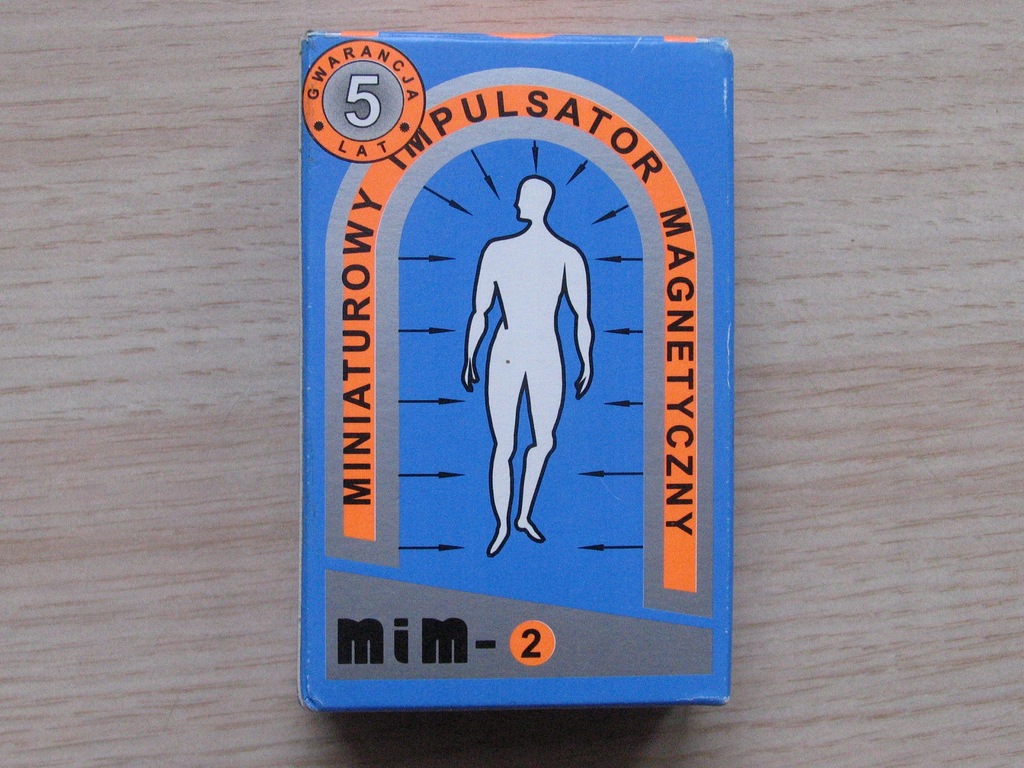 GWARANCJA
5
LAT
MINIATUROWY IMPULSATOR MAGNETYCZNY
MiM-2